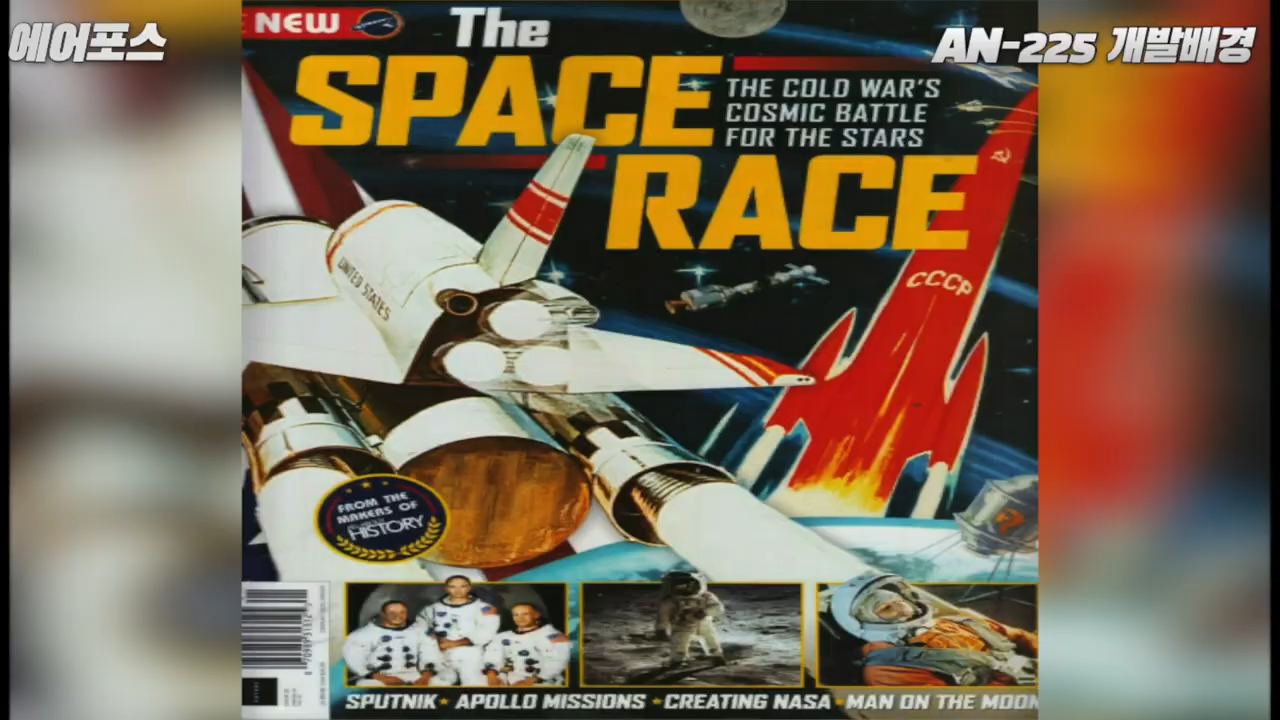 에어포스
AN-225 개발배경
NEW
The
SPACE
RACE
THE COLD WAR'S
COSMIC BATTLE
FOR THE STARS
UNITED STATES
CCCP
FROM THE
MAKERS OF
HISTORY
SPUTNIK • APOLLO MISSIONS • CREATING NASA • MAN ON THE MOON